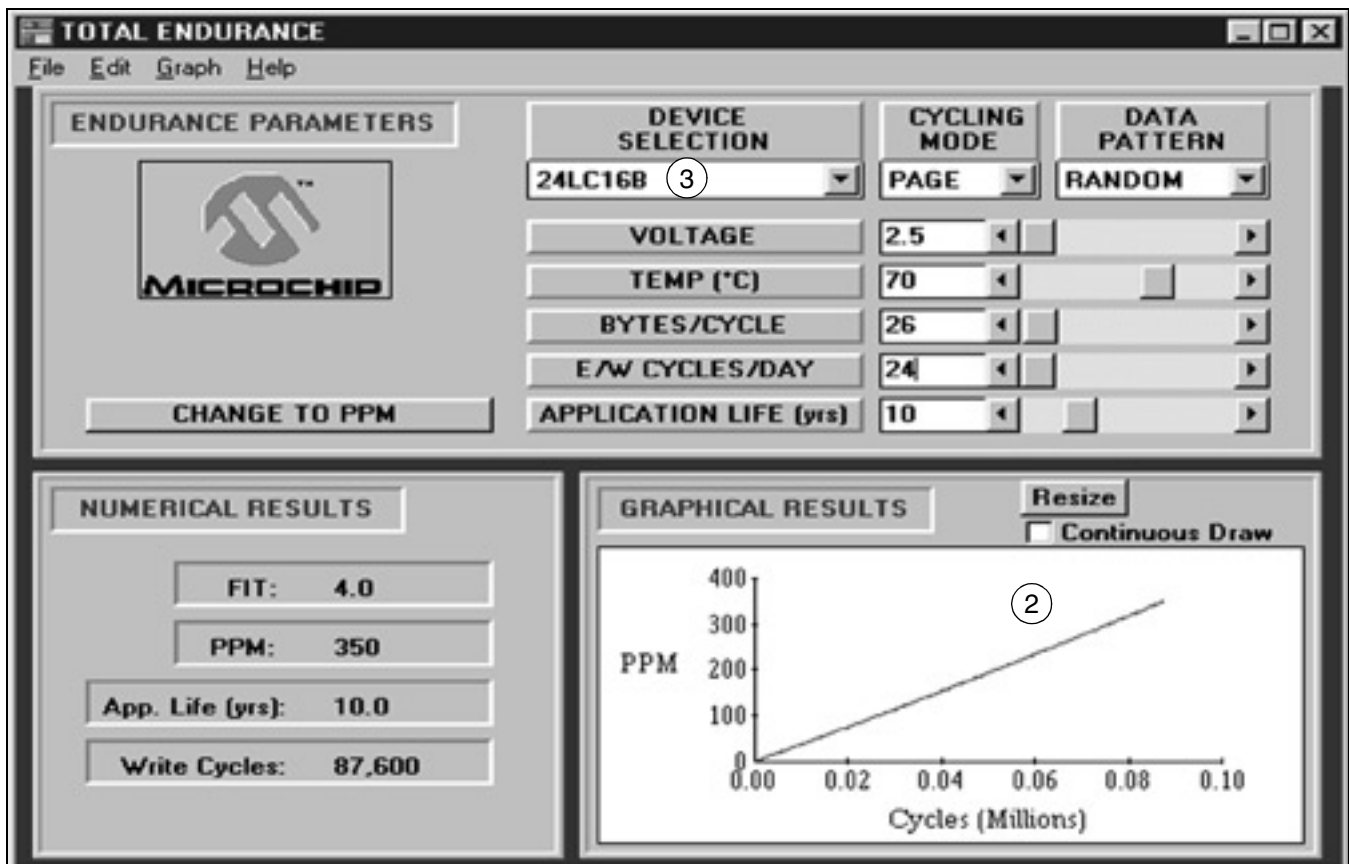 TOTAL ENDURANCE
File Edit Graph Help
ENDURANCE PARAMETERS
MICROCHIP
TM
CHANGE TO PPM
DEVICE SELECTION
CYCLING MODE
DATA PATTERN
24LC16B 3
PAGE
RANDOM
VOLTAGE 2.5
TEMP (°C) 70
BYTES/CYCLE 26
E/W CYCLES/DAY 24
APPLICATION LIFE (yrs) 10
NUMERICAL RESULTS
FIT: 4.0
PPM: 350
App. Life (yrs): 10.0
Write Cycles: 87,600
GRAPHICAL RESULTS
Resize
Continuous Draw
2
PPM
400
300
200
100
0
0.00 0.02 0.04 0.06 0.08 0.10
Cycles (Millions)